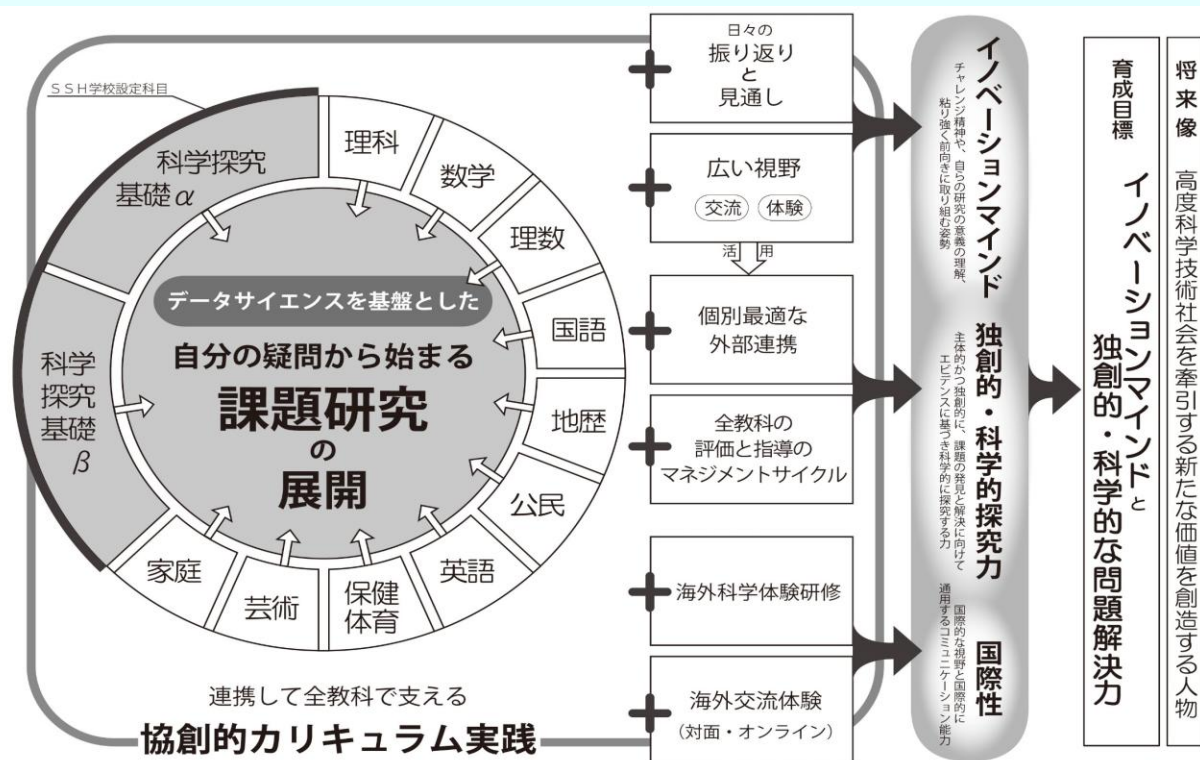 SSH学校設定科目
科学探究
基礎α
科学
探究
基礎
β
理科
数学
理数
国語
地歴
公民
英語
保健
体育
芸術
家庭
データサイエンスを基盤とした
自分の疑問から始まる
課題研究
の
展開
連携して全教科で支える
協創的カリキュラム実践
日々の
振り返り
と
見通し
広い視野
交流 体験
活用
個別最適な
外部連携
全教科の
評価と指導の
マネジメントサイクル
海外科学体験研修
海外交流体験
(対面・オンライン)
イノベーションマインド
チャレンジ精神や、自らの研究の意義の理解、
粘り強く前向きに取り組む姿勢
独創的・科学的探究力
主体的かつ独創的に、課題の発見と解決に向けて
エビデンスに基づき科学的に探究する力
国際性
国際的な視野と国際的に
通用するコミュニケーション能力
育成目標
イノベーションマインドと
独創的・科学的な問題解決力
将来像 高度科学技術社会を牽引する新たな価値を創造する人物